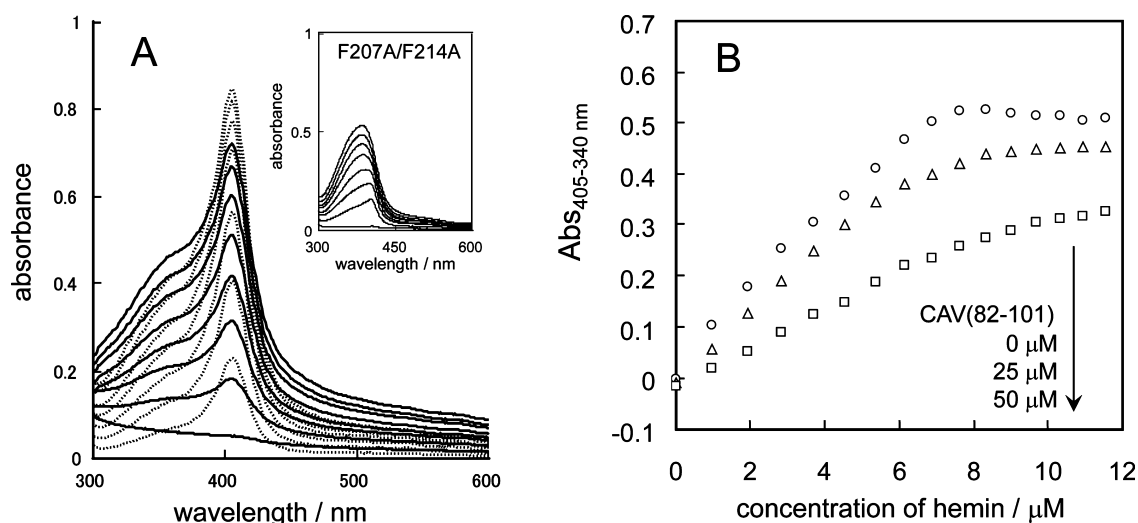 A
absorbance
1
0.8
0.6
0.4
0.2
0
300
400
500
600
wavelength / nm
F207A/F214A
absorbance
1
0.5
0
300
450
600
wavelength / nm
B
Abs405-340 nm
0.7
0.6
0.5
0.4
0.3
0.2
0.1
0
-0.1
0
2
4
6
8
10
12
concentration of hemin / μM
CAV(82-101)
0 μM
25 μM
50 μM